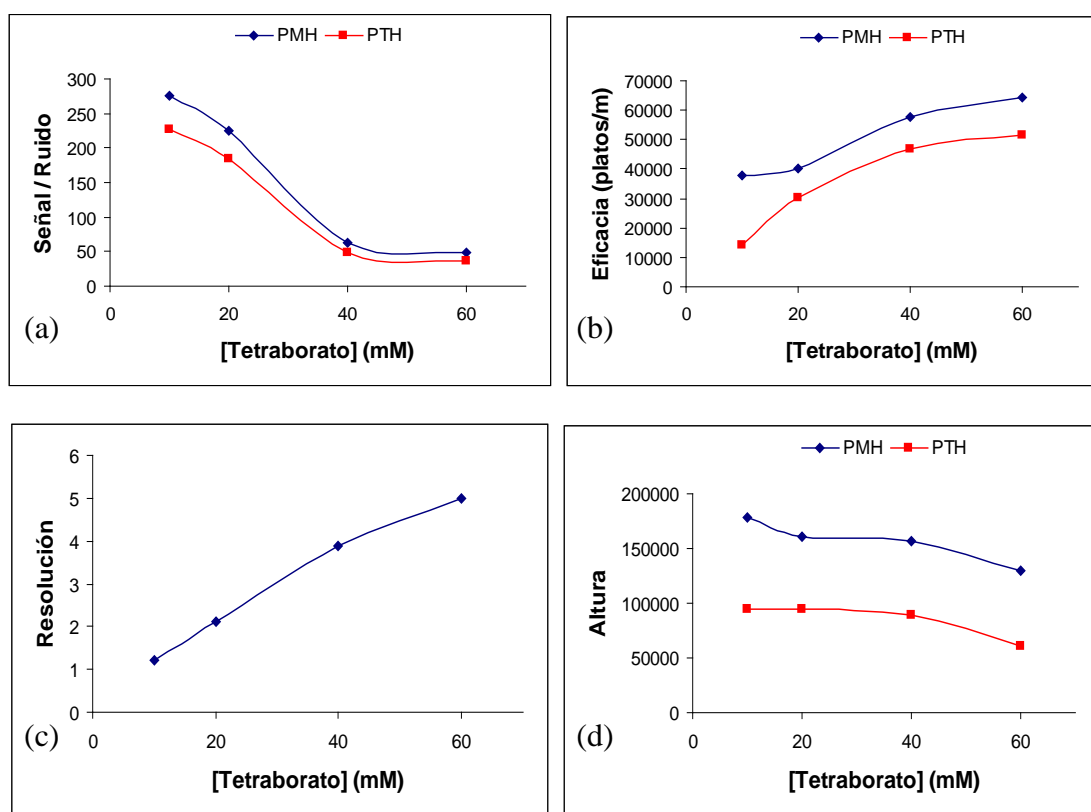 PMH PTH
300
250
200
150
100
50
0
0 20 40 60
Señal / Ruido
[Tetraborato] (mM)
(a)
PMH PTH
70000
60000
50000
40000
30000
20000
10000
0
0 20 40 60
Eficacia (platos/m)
[Tetraborato] (mM)
(b)
6
5
4
3
2
1
0
0 20 40 60
Resolución
[Tetraborato] (mM)
(c)
PMH PTH
200000
150000
100000
50000
0
0 20 40 60
Altura
[Tetraborato] (mM)
(d)